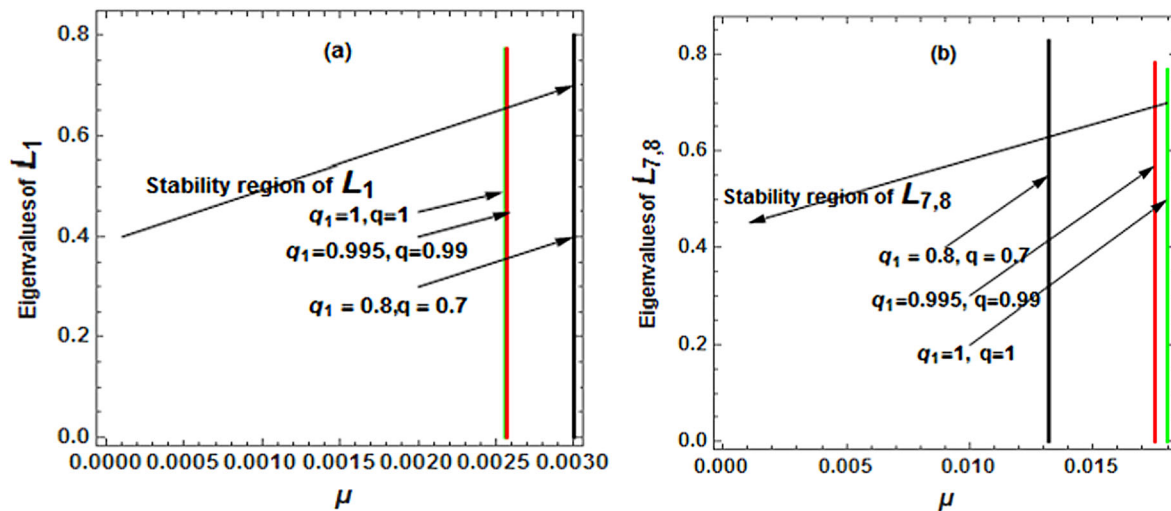 (a)
0.8
0.6
0.4
0.2
0.0
Eigenvalues of L1
Stability region of L1
q1=1,q=1
q1=0.995, q=0.99
q1 = 0.8,q = 0.7
0.0000 0.0005 0.0010 0.0015 0.0020 0.0025 0.0030
μ
(b)
0.8
0.6
0.4
0.2
0.0
Eigenvalues of L7,8
Stability region of L7,8
q1 = 0.8, q = 0.7
q1=0.995, q=0.99
q1=1, q=1
0.000 0.005 0.010 0.015
μ